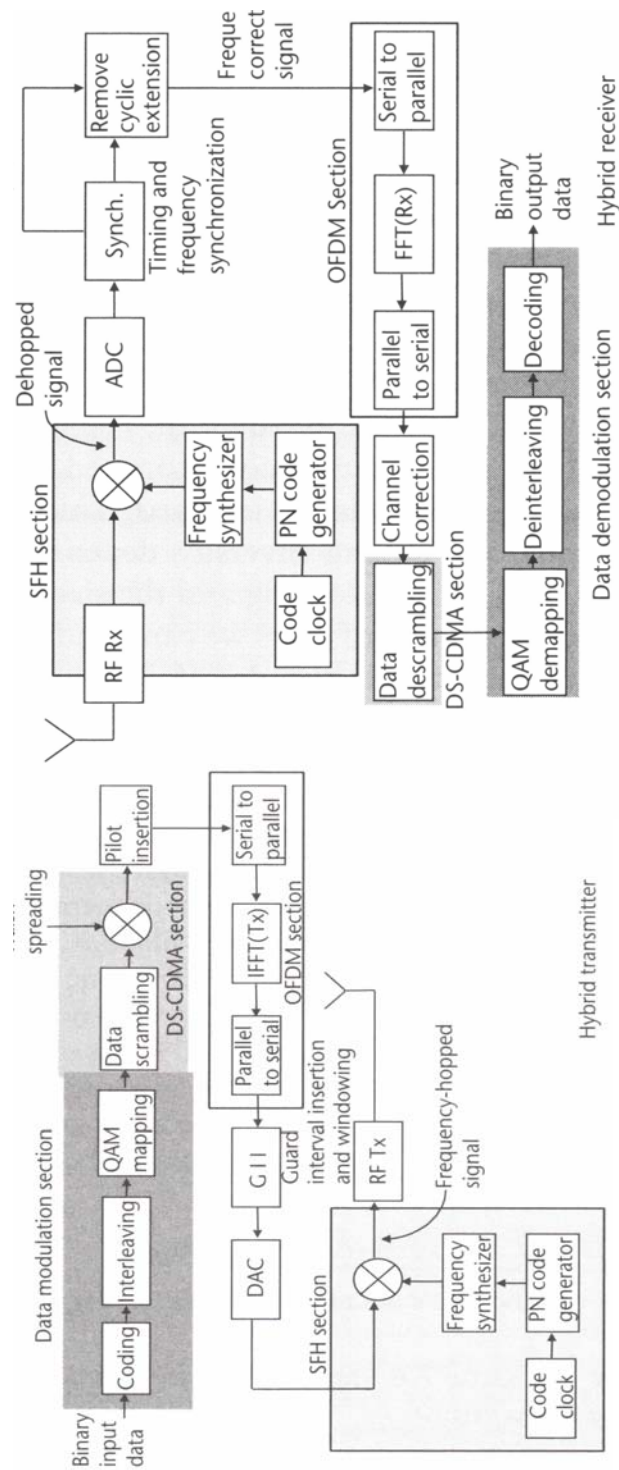 Data modulation section
Binary
input
data
Coding
Interleaving
QAM
mapping
Data
scrambling
DS-CDMA section
spreading
Pilot
insertion
Serial to
parallel
IFFT(Tx)
Parallel
to serial
OFDM section
G I I
Guard
interval insertion
and windowing
DAC
SFH section
Code
clock
PN code
generator
Frequency
synthesizer
Frequency-hopped
signal
RF Tx
Hybrid transmitter
RF Rx
SFH section
Code
clock
PN code
generator
Frequency
synthesizer
Dehopped
signal
ADC
Synch.
Timing and
frequency
synchronization
Remove
cyclic
extension
Freque
correct
signal
Serial to
parallel
FFT(Rx)
Parallel
to serial
OFDM Section
Channel
correction
Data
descrambling
DS-CDMA section
QAM
demapping
Deinterleaving
Decoding
Binary
output
data
Data demodulation section
Hybrid receiver